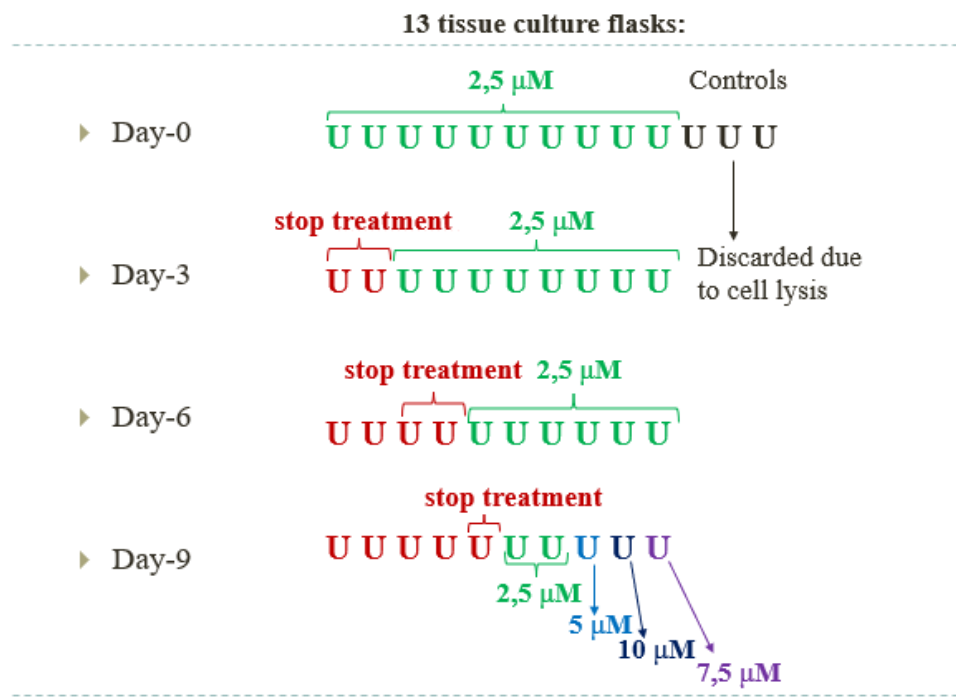 13 tissue culture flasks:
2,5 μM Controls
Day-0 U U U U U U U U U U U U U
stop treatment 2,5 μM
Day-3 U U U U U U U U U U Discarded due
to cell lysis
stop treatment 2,5 μM
Day-6 U U U U U U U U U U
stop treatment
Day-9 U U U U U U U U U U
2,5 μM
5 μM
10 μM
7,5 μM